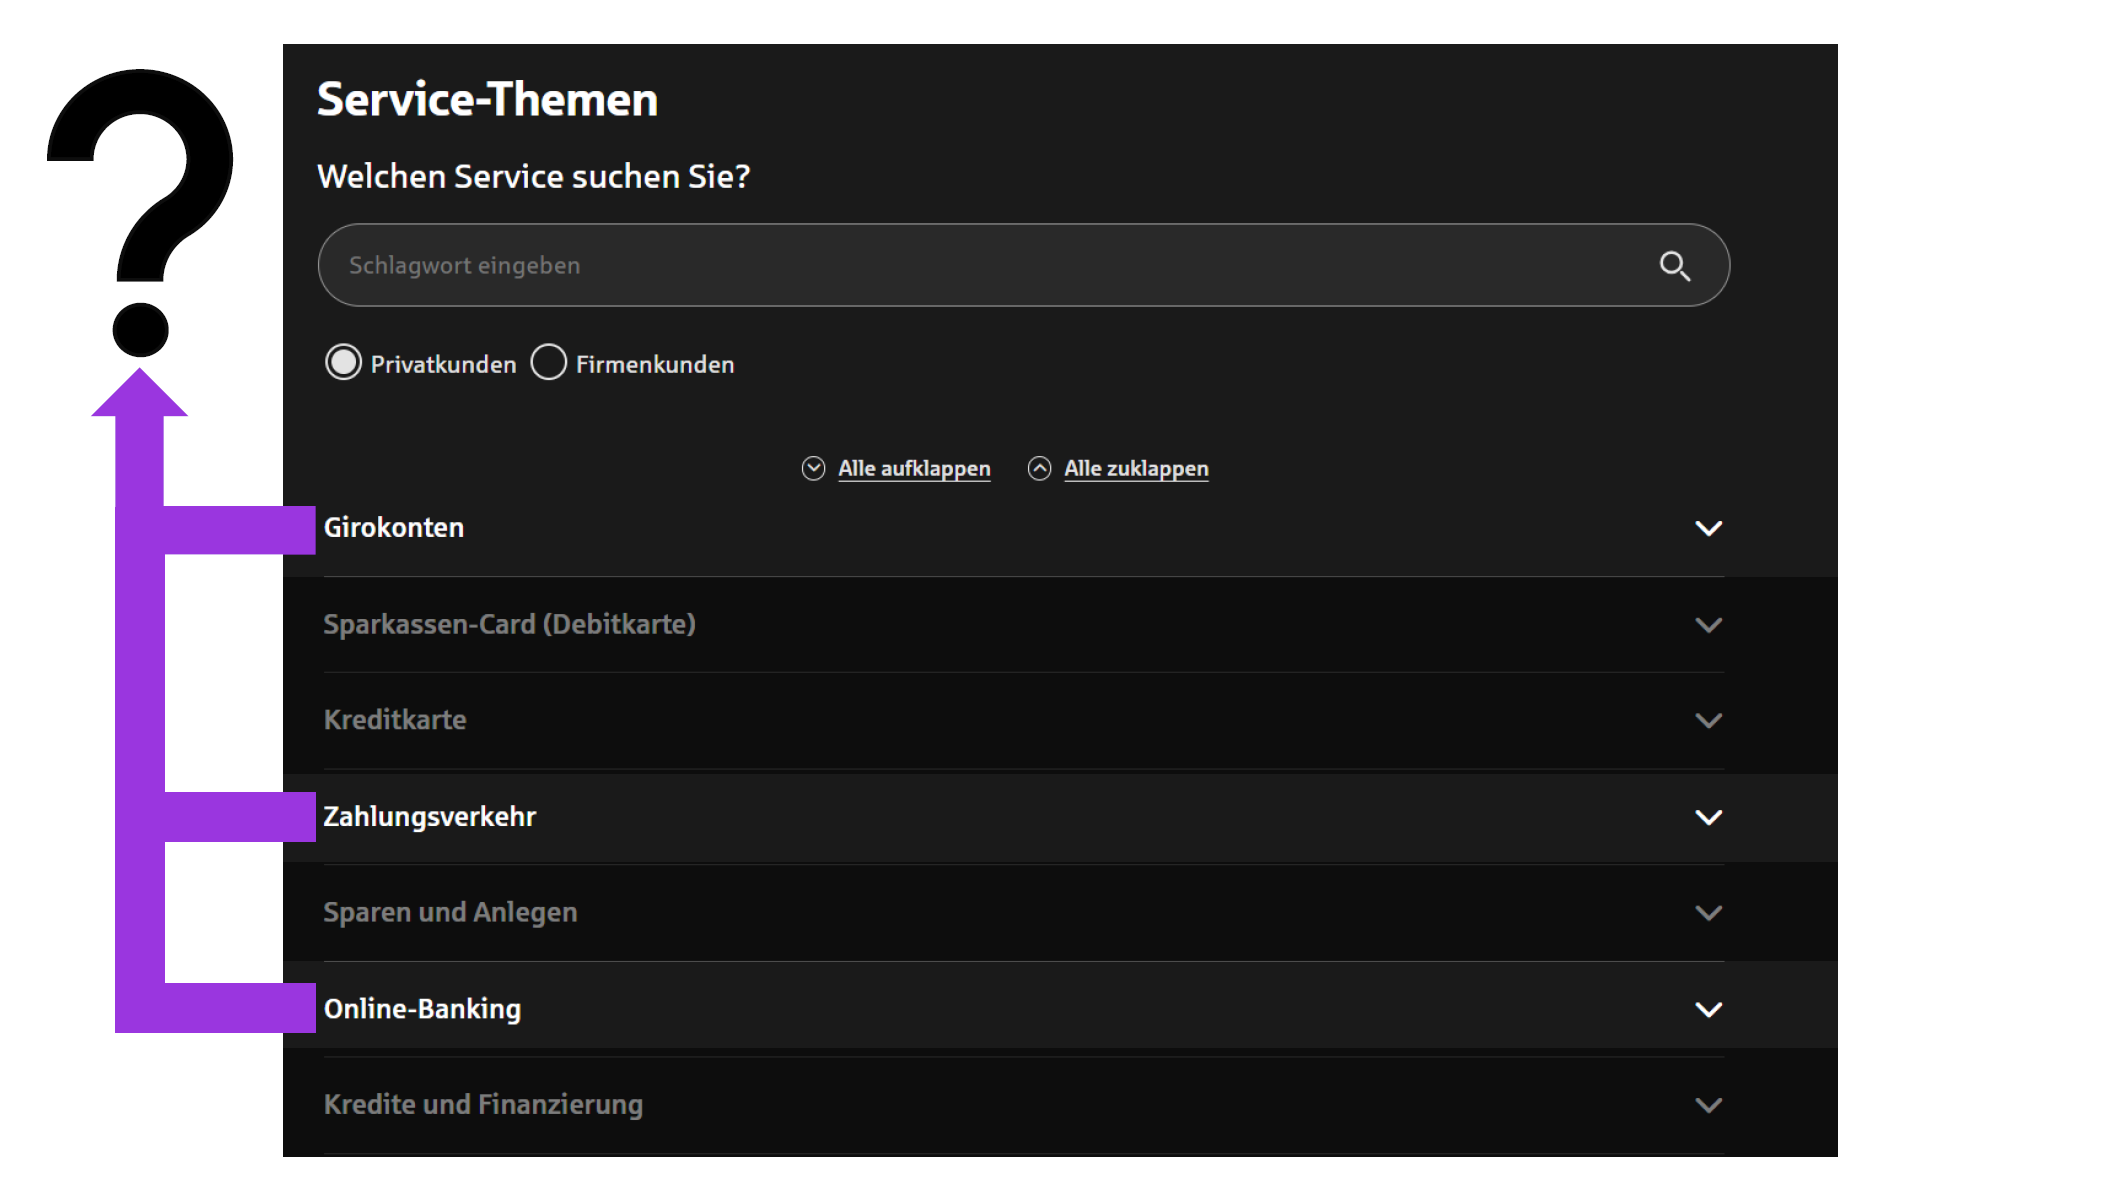 ?
Service-Themen
Welchen Service suchen Sie?
Schlagwort eingeben
Privatkunden Firmenkunden
Alle aufklappen Alle zuklappen
Girokonten
Sparkassen-Card (Debitkarte)
Kreditkarte
Zahlungsverkehr
Sparen und Anlegen
Online-Banking
Kredite und Finanzierung